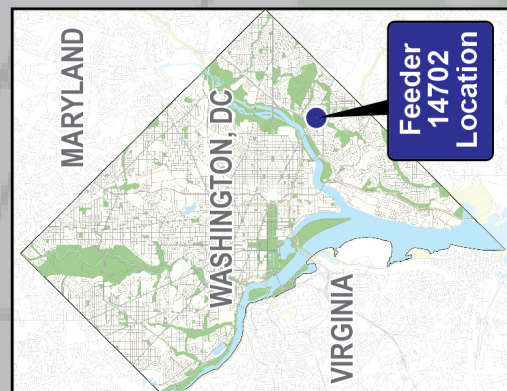 MARYLAND
WASHINGTON, DC
VIRGINIA
Feeder
14702
Location